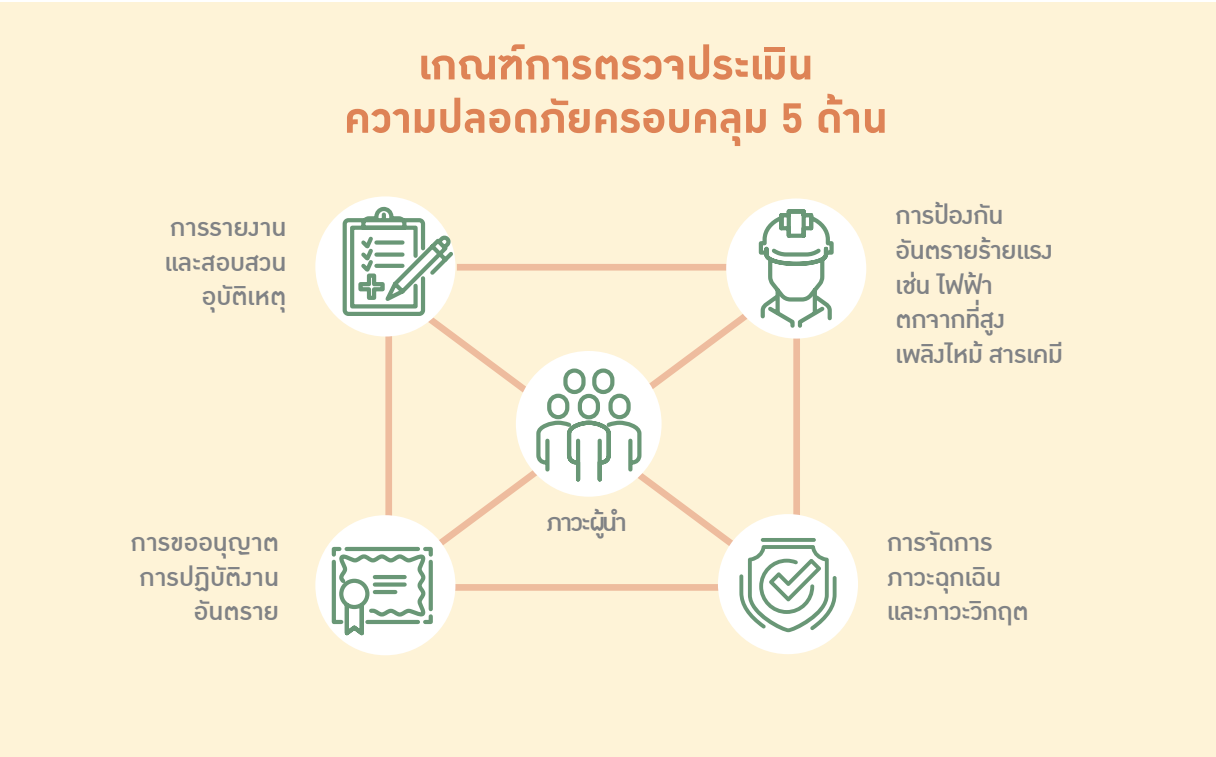 เกณฑ์การตรวจประเมิน
ความปลอดภัยครอบคลุม 5 ด้าน
การรายงาน
และสอบสวน
อุบัติเหตุ
การป้องกัน
อันตรายร้ายแรง
เช่น ไฟฟ้า
ตกจากที่สูง
เพลิงไหม้ สารเคมี
ภาวะผู้นำ
การขออนุญาต
การปฏิบัติงาน
อันตราย
การจัดการ
ภาวะฉุกเฉิน
และภาวะวิกฤต